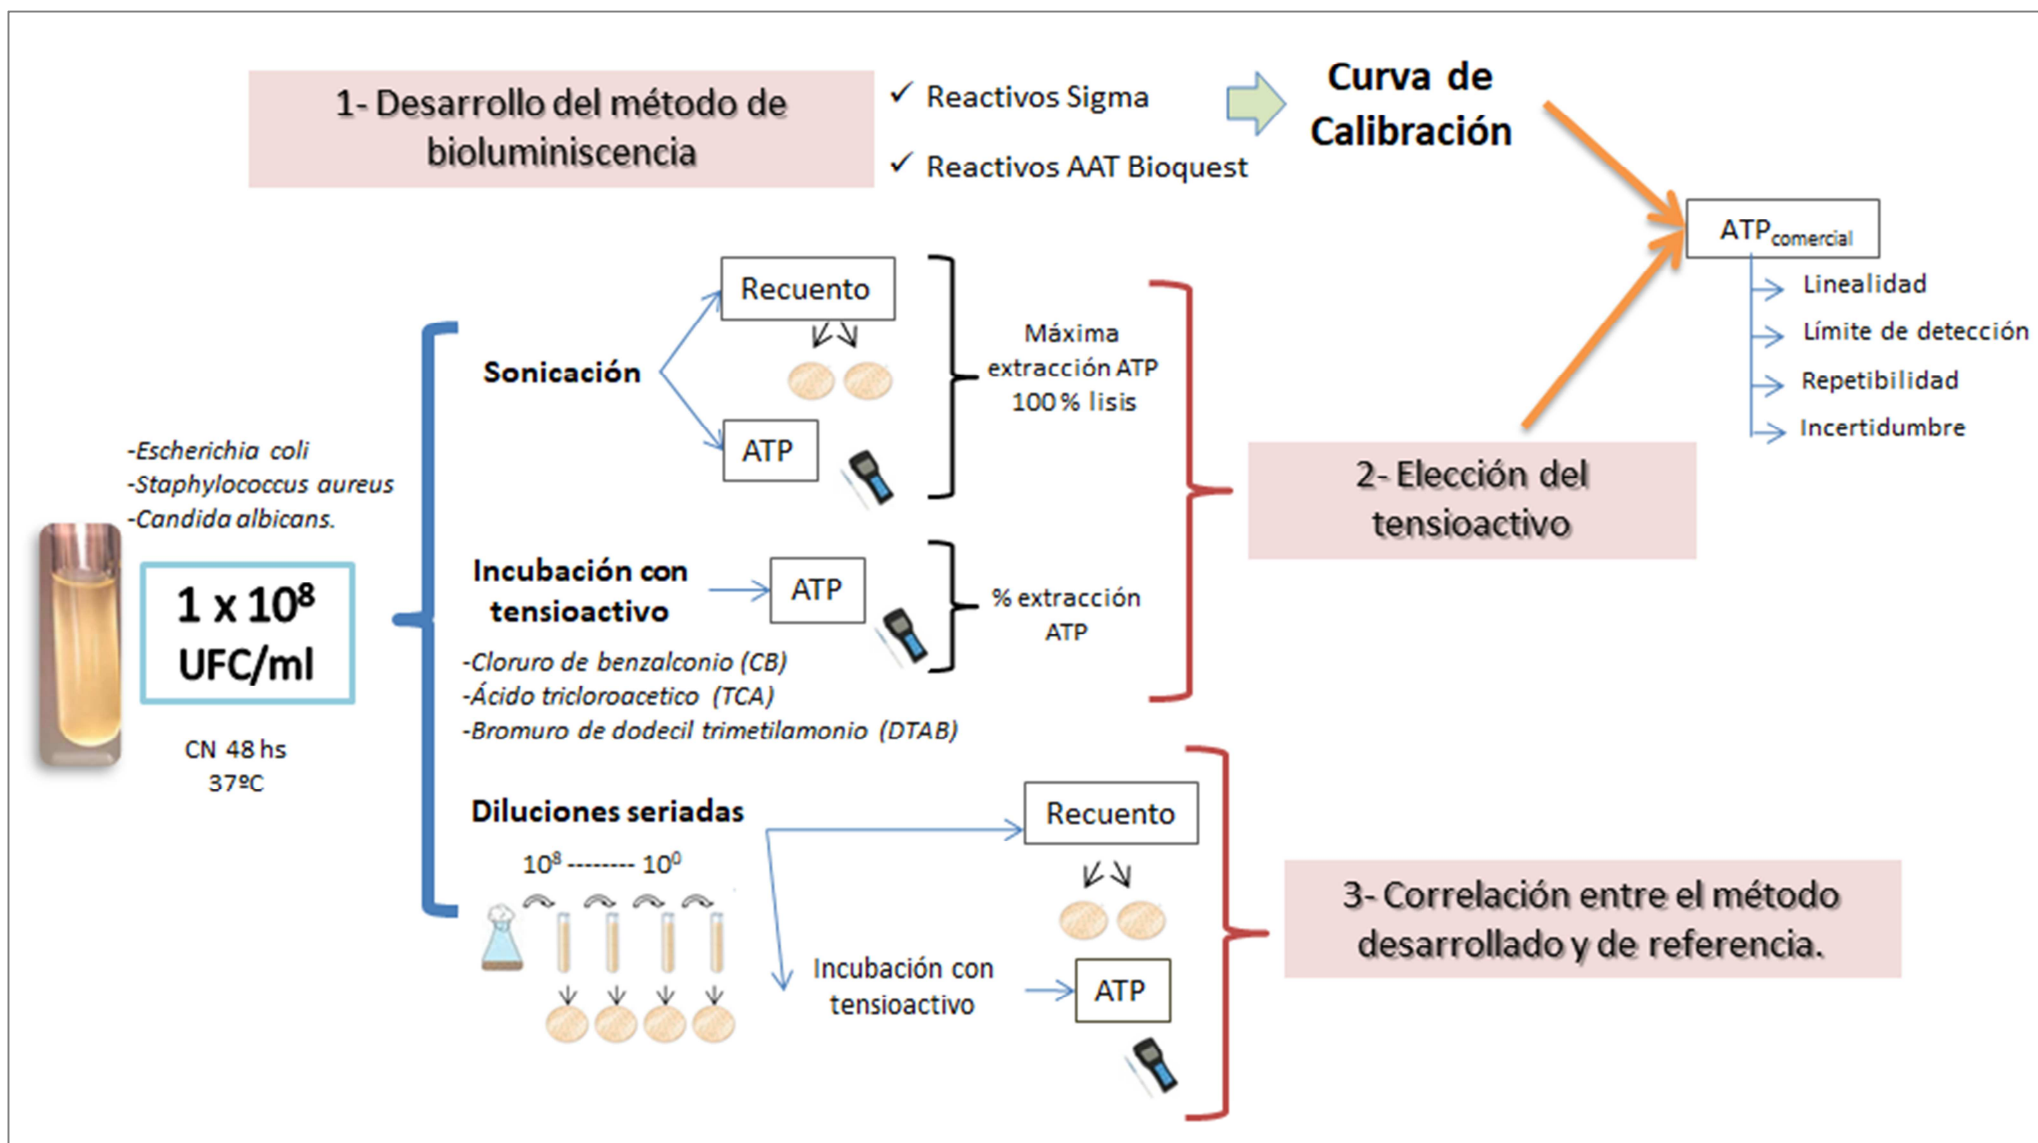 1- Desarrollo del método de
bioluminiscencia
✓ Reactivos Sigma
✓ Reactivos AAT Bioquest
Curva de
Calibración
ATPcomercial
Linealidad
Límite de detección
Repetibilidad
Incertidumbre
-Escherichia coli
-Staphylococcus aureus
-Candida albicans.
1 x 10⁸
UFC/ml
CN 48 hs
37ºC
Sonicación
Recuento
ATP
Máxima
extracción ATP
100 % lisis
Incubación con
tensioactivo
ATP
% extracción
ATP
-Cloruro de benzalconio (CB)
-Ácido tricloroacetico (TCA)
-Bromuro de dodecil trimetilamonio (DTAB)
2- Elección del
tensioactivo
Diluciones seriadas
10⁸ -------- 10⁰
Recuento
Incubación con
tensioactivo
ATP
3- Correlación entre el método
desarrollado y de referencia.